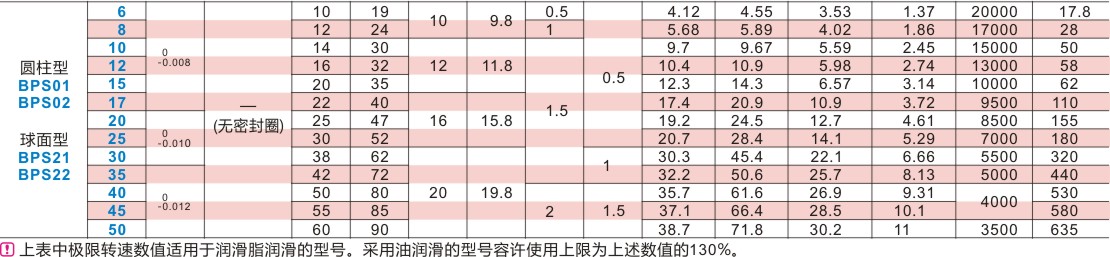 6 10 19 10 9.8 0.5 4.12 4.55 3.53 1.37 20000 17.8
8 12 24 1 5.68 5.89 4.02 1.86 17000 28
10 0 -0.008 14 30 9.7 9.67 5.59 2.45 15000 50
圆柱型 12 16 32 12 11.8 0.5 10.4 10.9 5.98 2.74 13000 58
BPS01 15 20 35 12.3 14.3 6.57 3.14 10000 62
BPS02 17 — 22 40 1.5 17.4 20.9 10.9 3.72 9500 110
20 (无密封圈) 25 47 16 15.8 19.2 24.5 12.7 4.61 8500 155
球面型 25 0 -0.010 30 52 20.7 28.4 14.1 5.29 7000 180
BPS21 30 38 62 1 30.3 45.4 22.1 6.66 5500 320
BPS22 35 42 72 32.2 50.6 25.7 8.13 5000 440
40 0 -0.012 50 80 20 19.8 35.7 61.6 26.9 9.31 4000 530
45 55 85 2 1.5 37.1 66.4 28.5 10.1 580
50 60 90 38.7 71.8 30.2 11 3500 635
! 上表中极限转速数值适用于润滑脂润滑的型号。采用油润滑的型号容许使用上限为上述数值的130%。